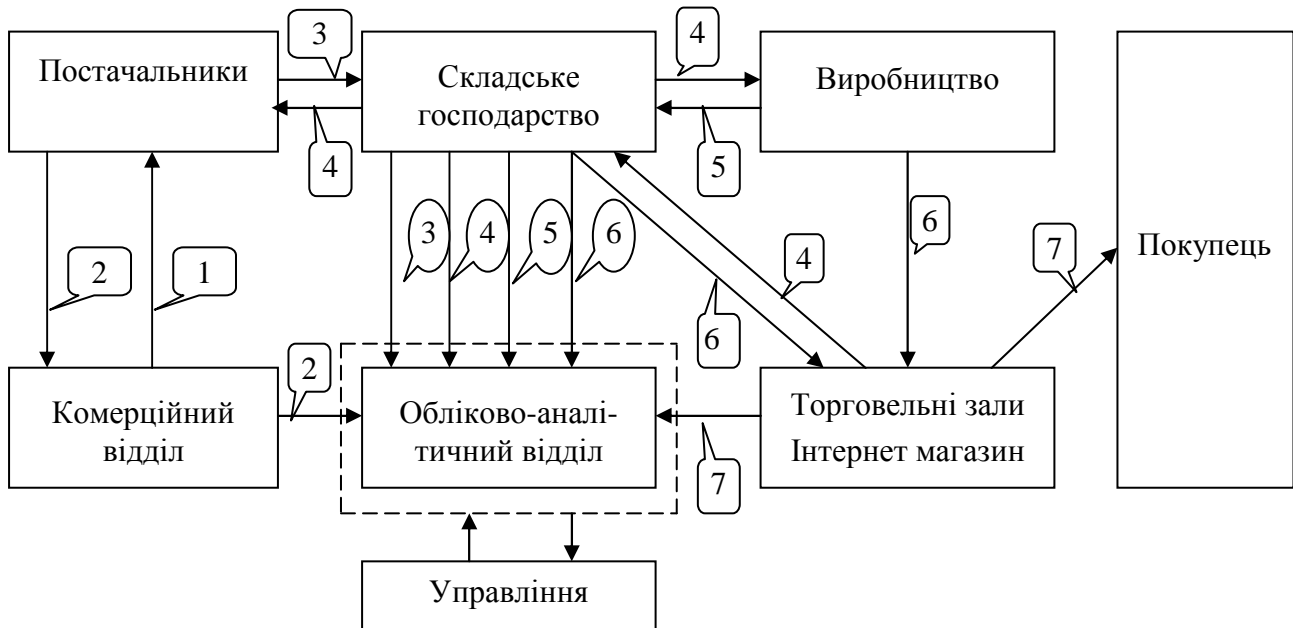 3
4
Постачальники
Складське
господарство
Виробництво
4
5
3
4
5
6
6
Покупець
2
1
4
7
6
2
Комерційний
відділ
Обліково-аналі-
тичний відділ
Торговельні зали
Інтернет магазин
7
Управління